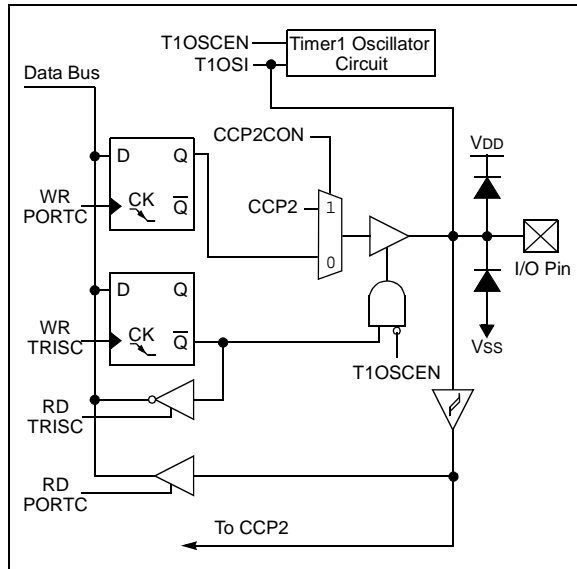 T1OSCEN
Timer1 Oscillator
Circuit
T1OSI
Data Bus
D
Q
CCP2CON
VDD
WR
PORTC
CK
Q
CCP2
1
0
I/O Pin
D
Q
WR
TRISC
CK
Q
VSS
T1OSCEN
RD
TRISC
RD
PORTC
To CCP2